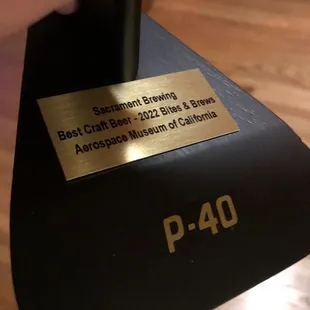 Sacrament Brewing
Best Craft Beer - 2022 Bites & Brews
Aerospace Museum of California
P-40